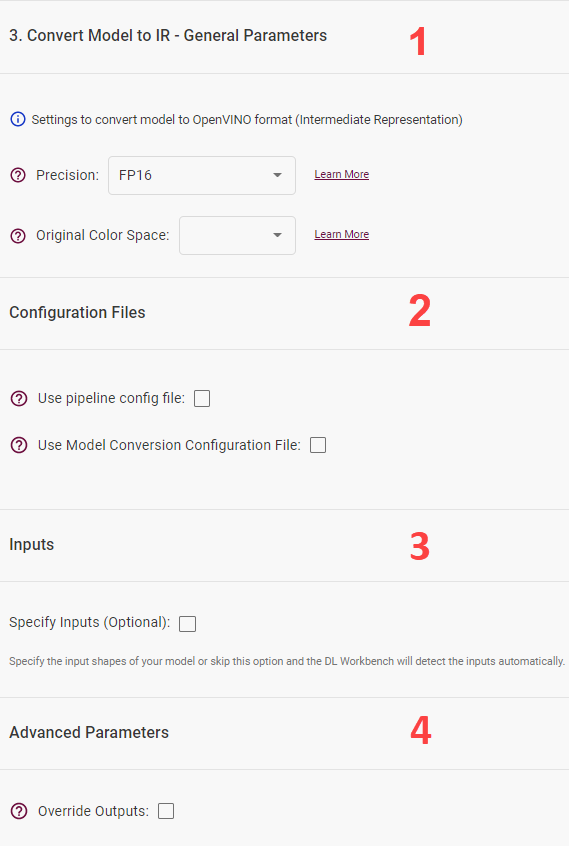 3. Convert Model to IR - General Parameters 1
Settings to convert model to OpenVINO format (Intermediate Representation)
Precision: FP16 Learn More
Original Color Space: Learn More
Configuration Files 2
Use pipeline config file:
Use Model Conversion Configuration File:
Inputs 3
Specify Inputs (Optional):
Specify the input shapes of your model or skip this option and the DL Workbench will detect the inputs automatically.
Advanced Parameters 4
Override Outputs: